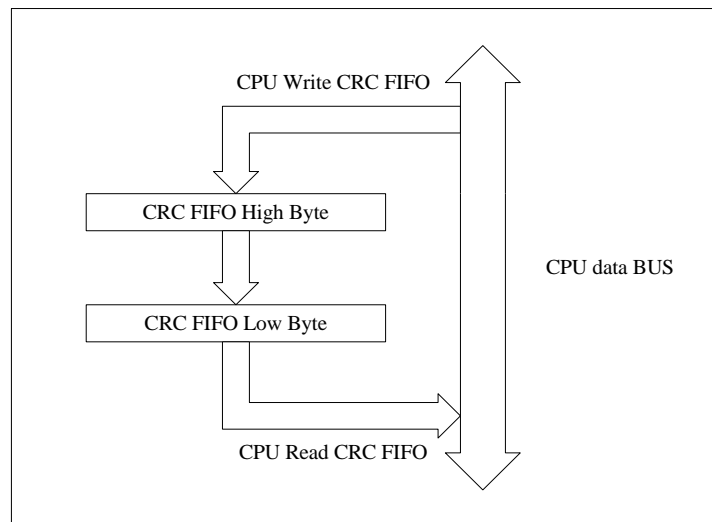 CPU Write CRC FIFO
CRC FIFO High Byte
CPU data BUS
CRC FIFO Low Byte
CPU Read CRC FIFO